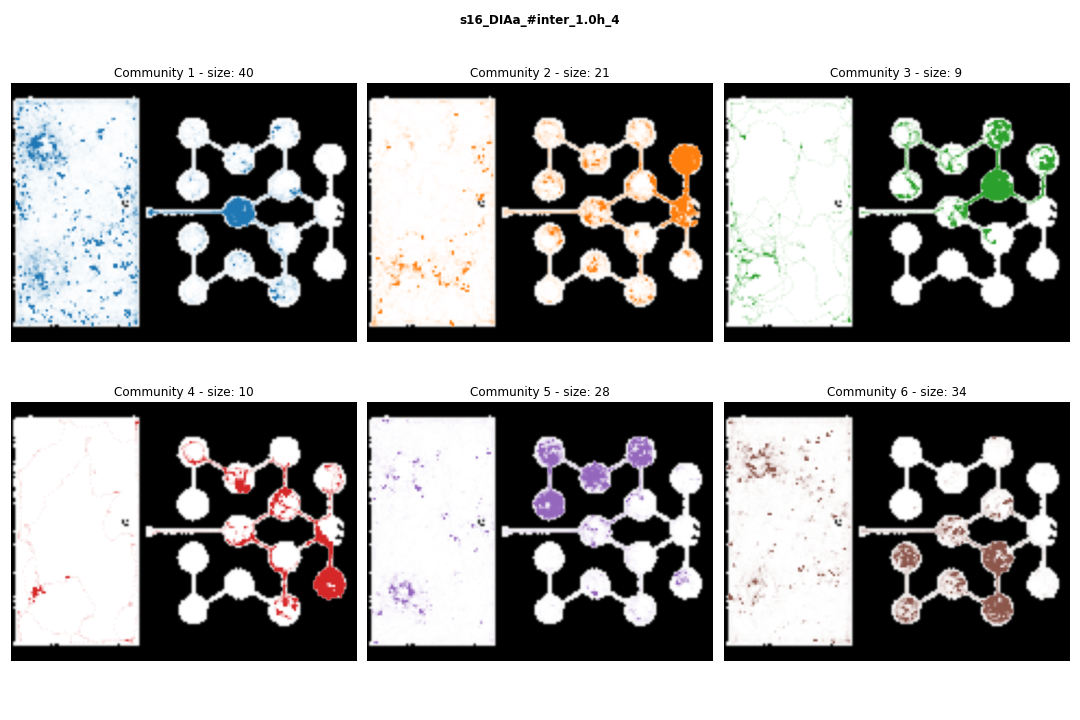 s16_DIAa_#inter_1.0h_4
Community 1 - size: 40
Community 2 - size: 21
Community 3 - size: 9
Community 4 - size: 10
Community 5 - size: 28
Community 6 - size: 34